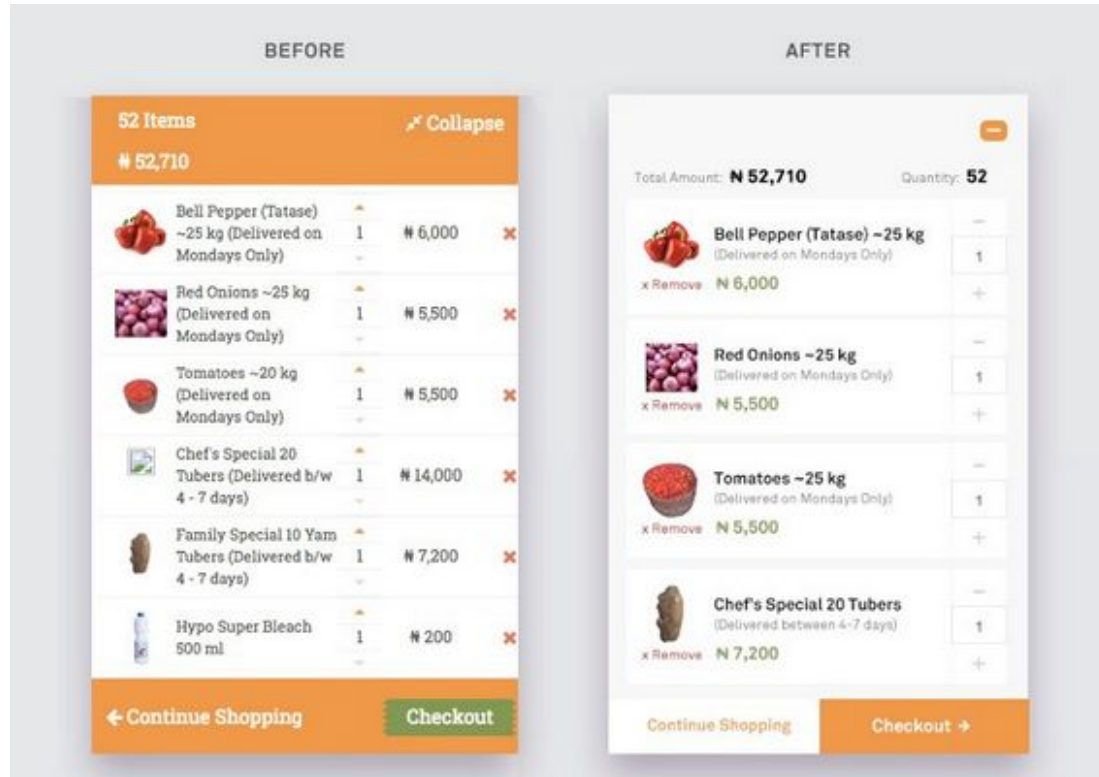 BEFORE
52 Items
Collapse
₦ 52,710
Bell Pepper (Tatase)
~25 kg (Delivered on
Mondays Only)
1
₦ 6,000
Red Onions ~25 kg
(Delivered on
Mondays Only)
1
₦ 5,500
Tomatoes ~20 kg
(Delivered on
Mondays Only)
1
₦ 5,500
Chef's Special 20
Tubers (Delivered b/w
4 - 7 days)
1
₦ 14,000
Family Special 10 Yam
Tubers (Delivered b/w
4 - 7 days)
1
₦ 7,200
Hypo Super Bleach
500 ml
1
₦ 200
← Continue Shopping
Checkout
AFTER
Total Amount: ₦ 52,710
Quantity: 52
Bell Pepper (Tatase) ~25 kg
(Delivered on Mondays Only)
x Remove
₦ 6,000
1
Red Onions ~25 kg
(Delivered on Mondays Only)
x Remove
₦ 5,500
1
Tomatoes ~25 kg
(Delivered on Mondays Only)
x Remove
₦ 5,500
1
Chef's Special 20 Tubers
(Delivered between 4-7 days)
x Remove
₦ 7,200
1
Continue Shopping
Checkout →